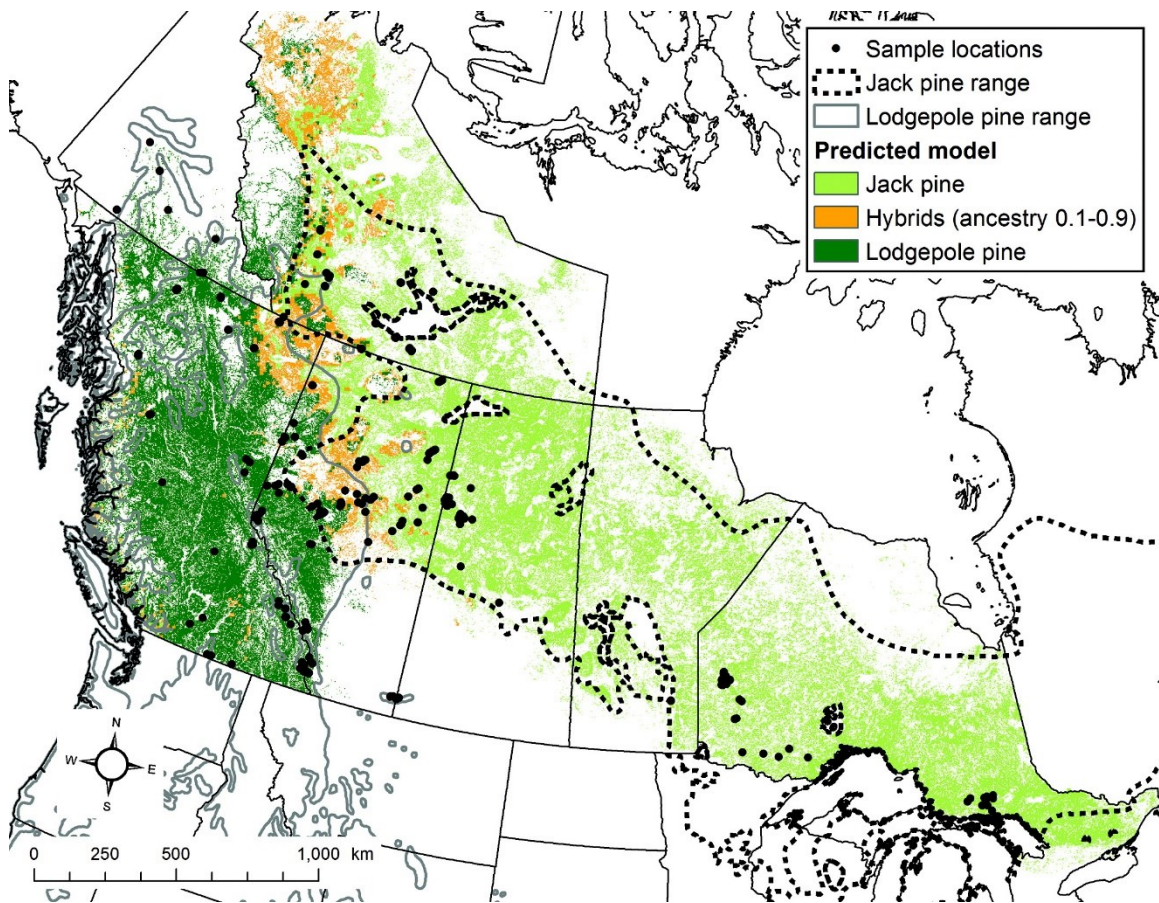 Sample locations
Jack pine range
Lodgepole pine range
Predicted model
Jack pine
Hybrids (ancestry 0.1-0.9)
Lodgepole pine
N
W E
S
0 250 500 1,000 km